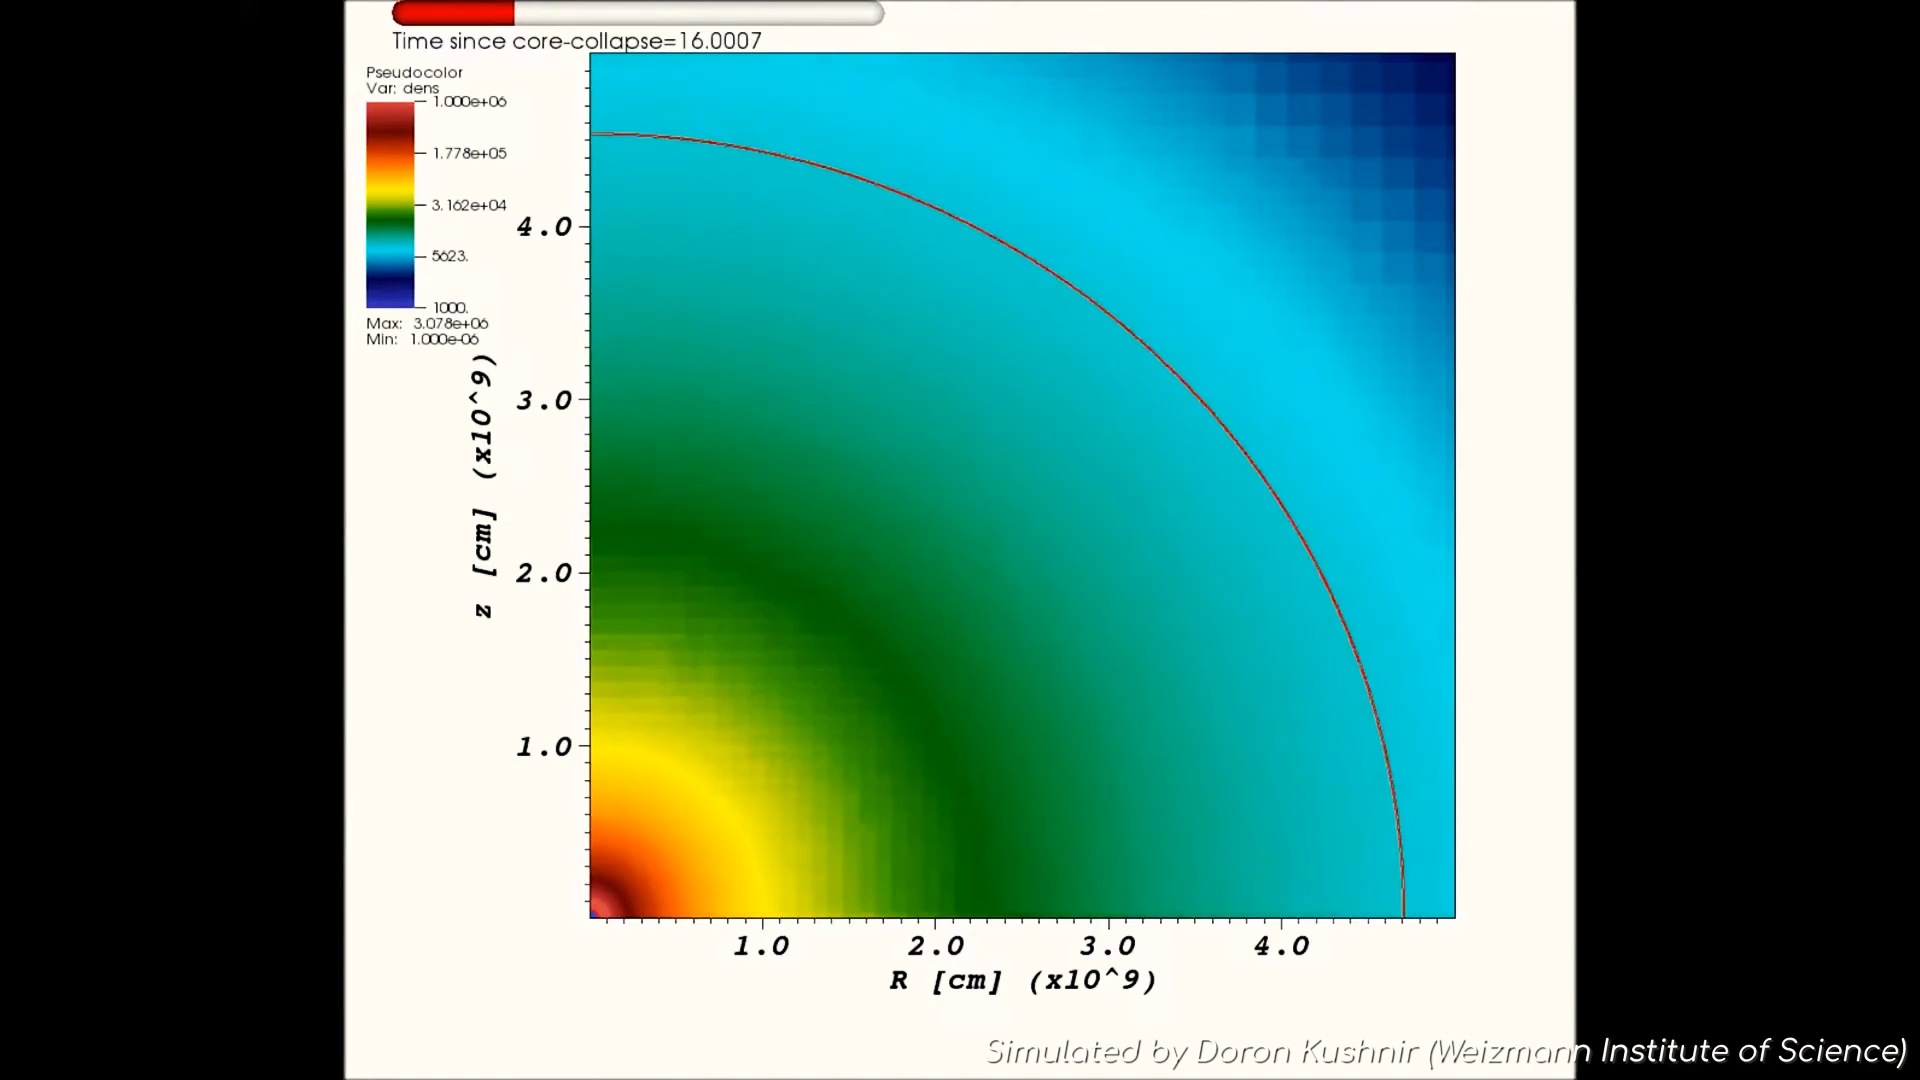 Time since core-collapse=16.0007
Pseudocolor
Var: dens
1.000e+06
1.778e+05
3.162e+04
5623.
1000.
Max: 3.078e+06
Min: 1.000e-06
z [cm] (x10^9)
4.0
3.0
2.0
1.0
1.0 2.0 3.0 4.0
R [cm] (x10^9)
Simulated by Doron Kushnir (Weizmann Institute of Science)